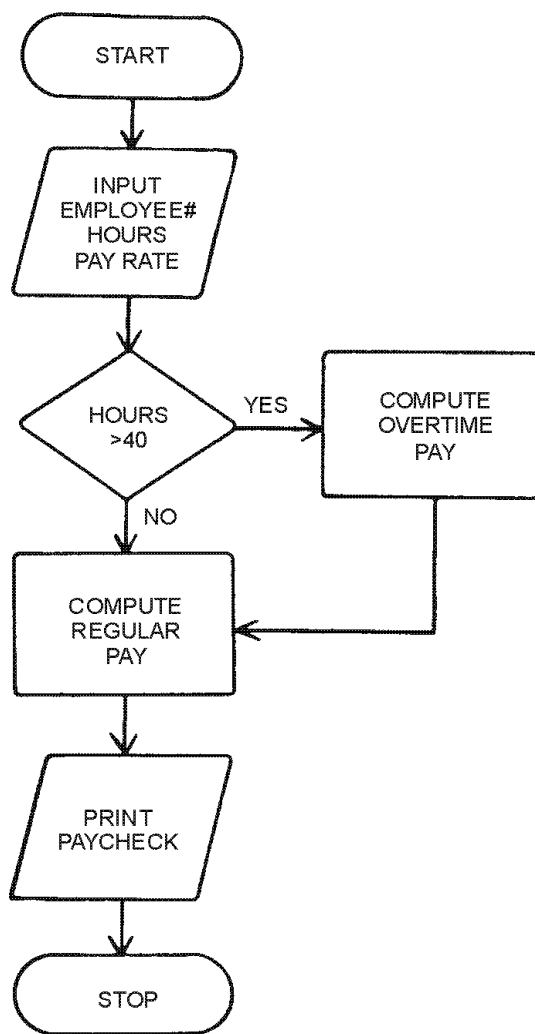 START
INPUT
EMPLOYEE#
HOURS
PAY RATE
HOURS
>40
YES
COMPUTE
OVERTIME
PAY
NO
COMPUTE
REGULAR
PAY
PRINT
PAYCHECK
STOP